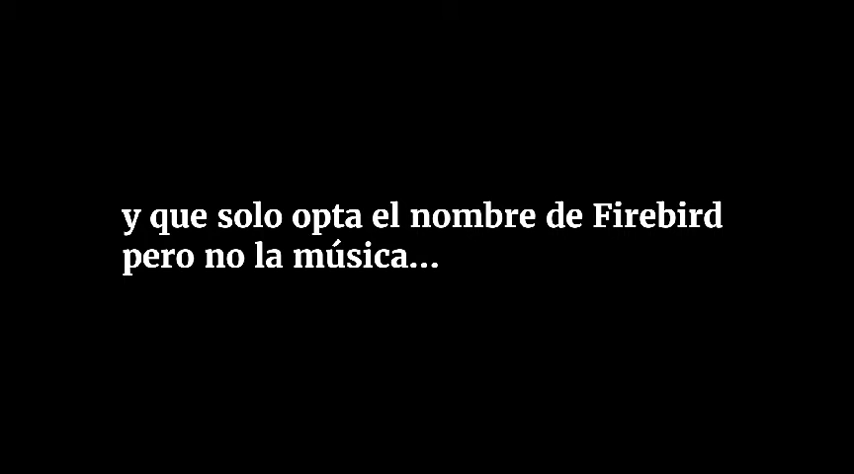 y que solo opta el nombre de Firebird
pero no la música...